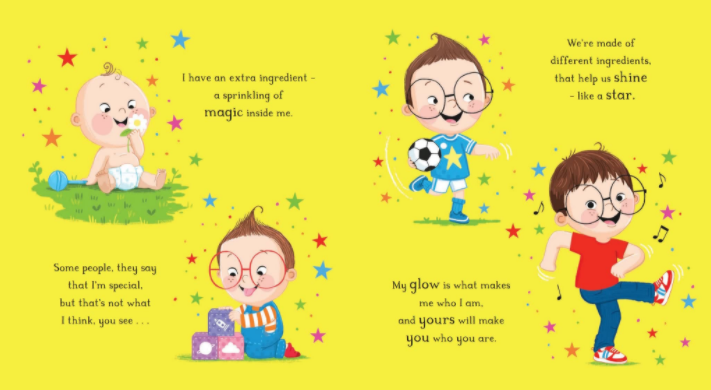 I have an extra ingredient –
a sprinkling of
magic inside me.
Some people, they say
that I'm special,
but that's not what
I think, you see . . .
We're made of
different ingredients,
that help us shine
– like a star.
My glow is what makes
me who I am,
and yours will make
you who you are.